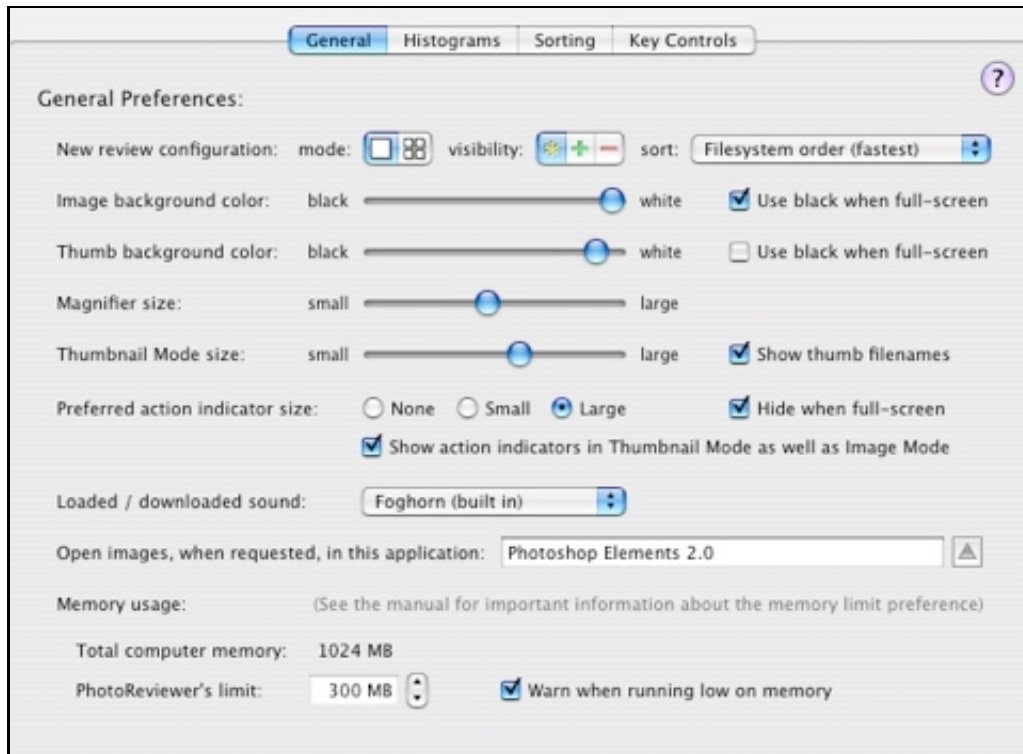 General Histograms Sorting Key Controls
?
General Preferences:
New review configuration: mode: visibility: sort: Filesystem order (fastest)
Image background color: black white Use black when full-screen
Thumb background color: black white Use black when full-screen
Magnifier size: small large
Thumbnail Mode size: small large Show thumb filenames
Preferred action indicator size: None Small Large Hide when full-screen
Show action indicators in Thumbnail Mode as well as Image Mode
Loaded / downloaded sound: Foghorn (built in)
Open images, when requested, in this application: Photoshop Elements 2.0
Memory usage: (See the manual for important information about the memory limit preference)
Total computer memory: 1024 MB
PhotoReviewer's limit: 300 MB Warn when running low on memory